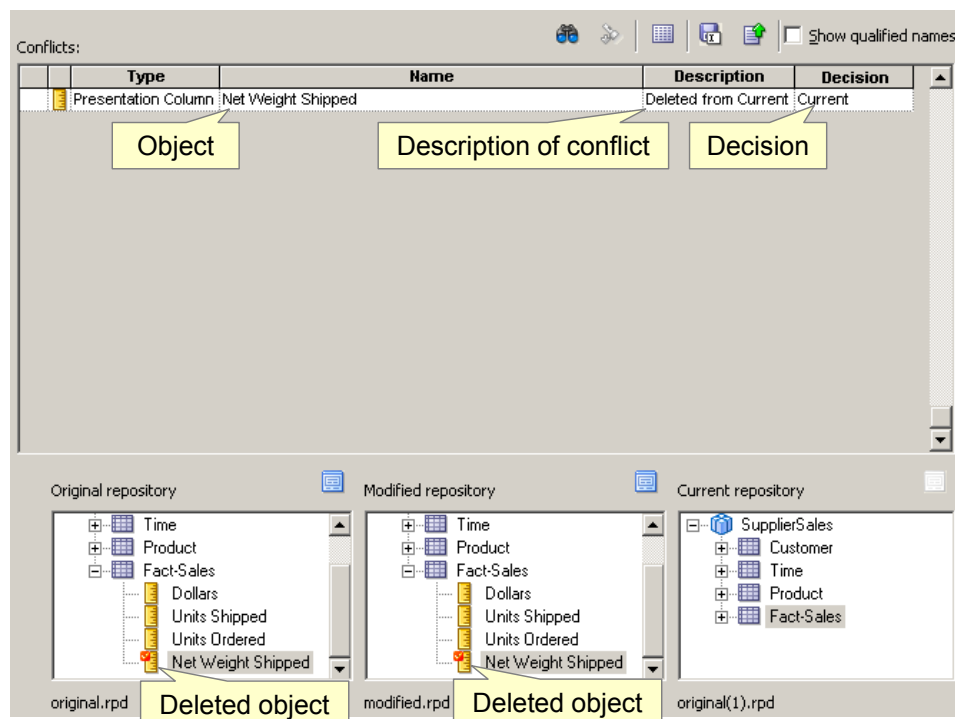 Conflicts:
Show qualified names
Type Name Description Decision
Presentation Column Net Weight Shipped Deleted from Current Current
Object Description of conflict Decision
Original repository Modified repository Current repository
Time Time SupplierSales
Product Product Customer
Fact-Sales Fact-Sales Time
Dollars Dollars Product
Units Shipped Units Shipped Fact-Sales
Units Ordered Units Ordered
Net Weight Shipped Net Weight Shipped
original.rpd Deleted object modified.rpd Deleted object original(1).rpd